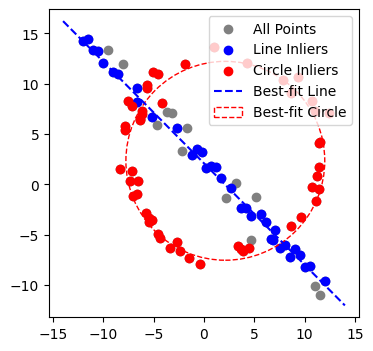 All Points
Line Inliers
Circle Inliers
Best-fit Line
Best-fit Circle
15
10
5
0
−5
−10
−15 −10 −5 0 5 10 15